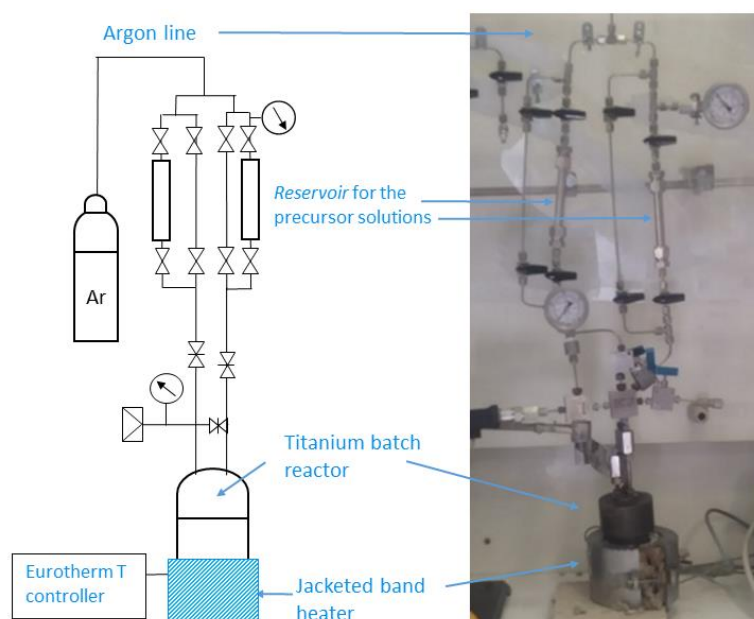 Argon line
Reservoir for the
precursor solutions
Ar
Titanium batch
reactor
Eurotherm T
controller
Jacketed band
heater